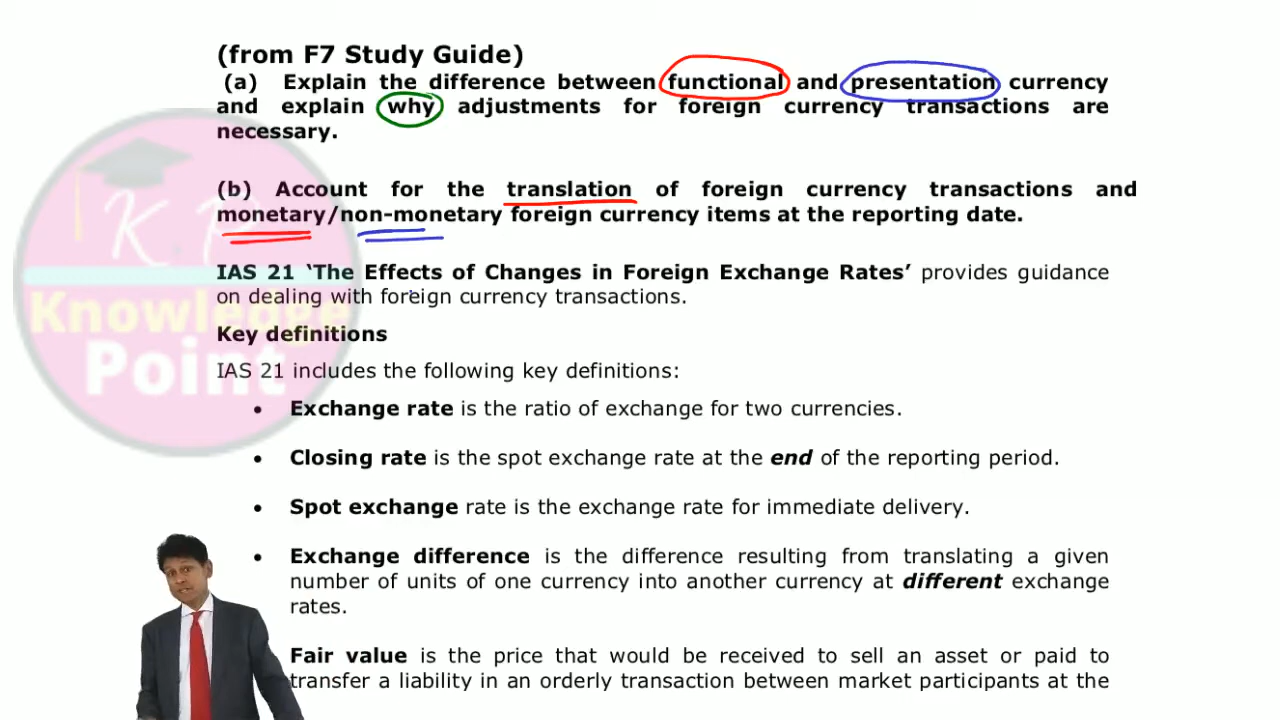 (from F7 Study Guide)
(a) Explain the difference between functional and presentation currency
and explain why adjustments for foreign currency transactions are
necessary.
(b) Account for the translation of foreign currency transactions and
monetary/non-monetary foreign currency items at the reporting date.
IAS 21 ‘The Effects of Changes in Foreign Exchange Rates’ provides guidance
on dealing with foreign currency transactions.
Key definitions
IAS 21 includes the following key definitions:
• Exchange rate is the ratio of exchange for two currencies.
• Closing rate is the spot exchange rate at the end of the reporting period.
• Spot exchange rate is the exchange rate for immediate delivery.
• Exchange difference is the difference resulting from translating a given
number of units of one currency into another currency at different exchange
rates.
Fair value is the price that would be received to sell an asset or paid to
transfer a liability in an orderly transaction between market participants at the
K.P
Knowledge
Point